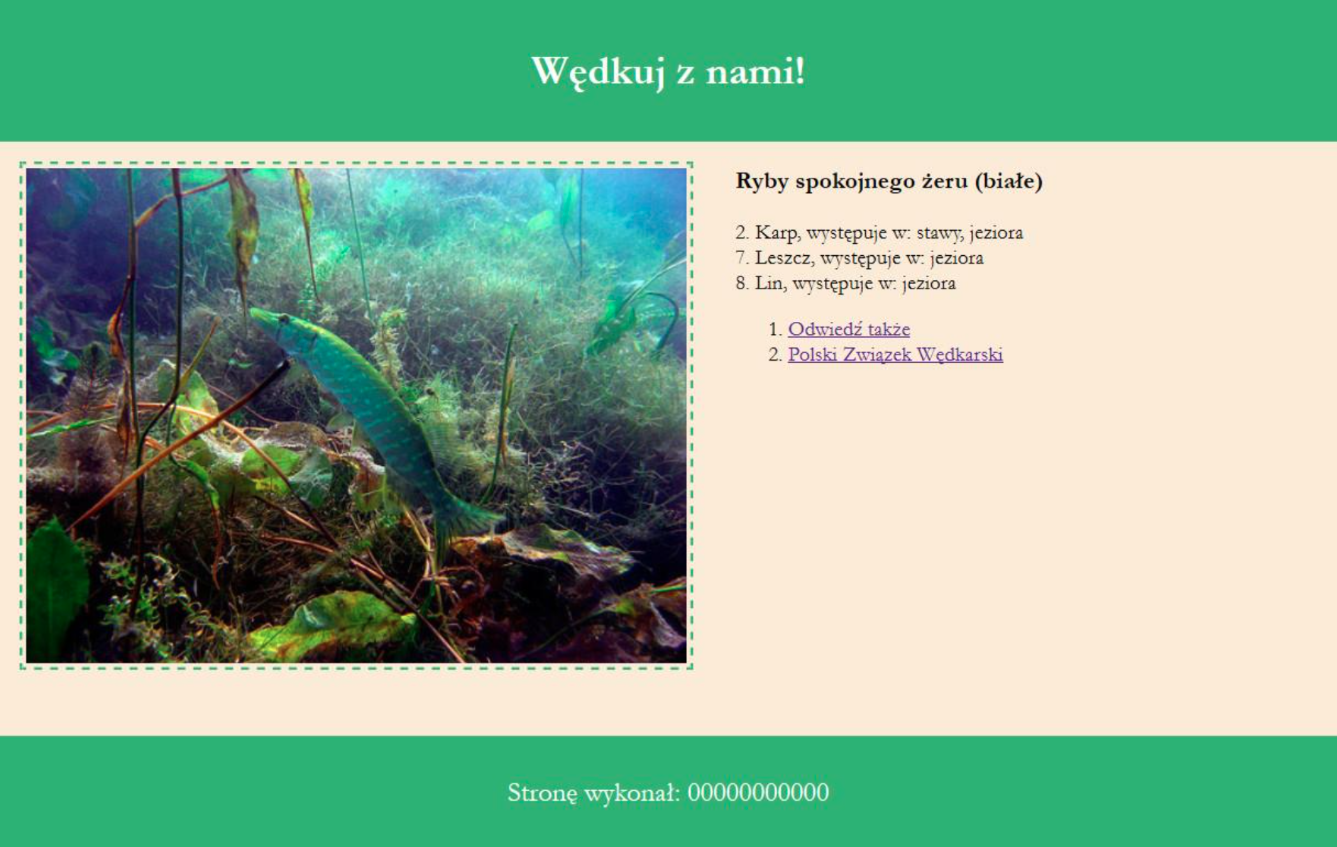 Wędkuj z nami!
Ryby spokojnego żeru (białe)
2. Karp, występuje w: stawy, jeziora
7. Leszcz, występuje w: jeziora
8. Lin, występuje w: jeziora
1. Odwiedź także
2. Polski Związek Wędkarski
Stronę wykonał: 00000000000